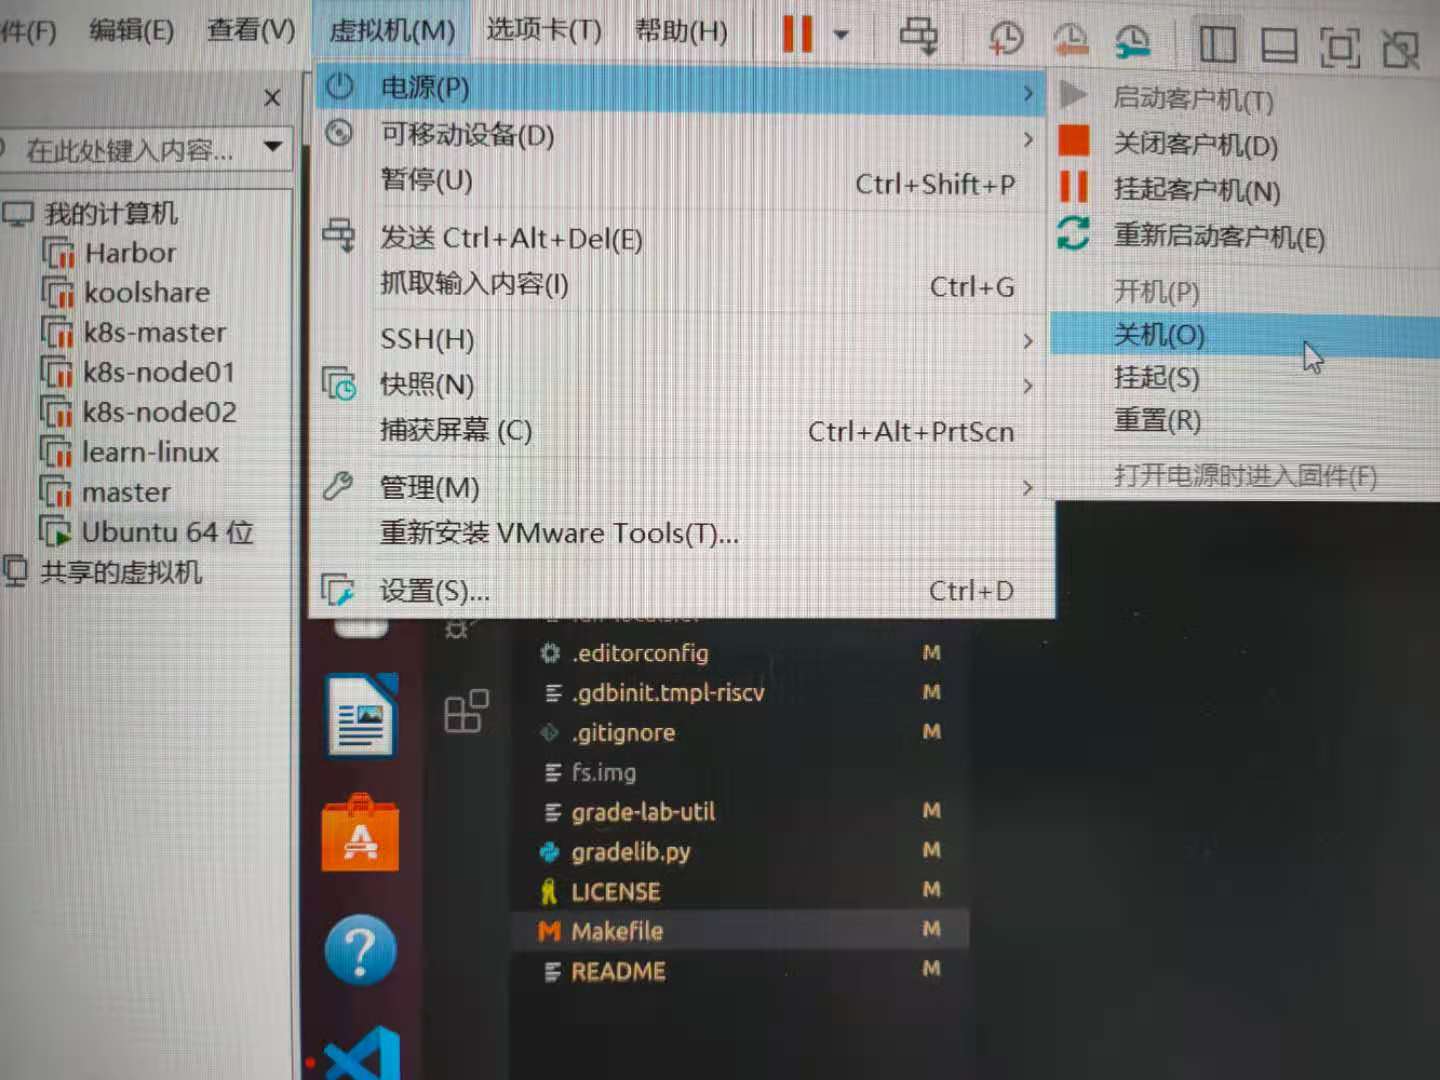 件(F) 编辑(E) 查看(V) 虚拟机(M) 选项卡(T) 帮助(H)
在此处键入内容...
我的计算机
Harbor
koolshare
k8s-master
k8s-node01
k8s-node02
learn-linux
master
Ubuntu 64 位
共享的虚拟机
电源(P)
可移动设备(D)
暂停(U) Ctrl+Shift+P
发送 Ctrl+Alt+Del(E)
抓取输入内容(I) Ctrl+G
SSH(H)
快照(N)
捕获屏幕 (C) Ctrl+Alt+PrtScn
管理(M)
重新安装 VMware Tools(T)...
设置(S)... Ctrl+D
启动客户机(T)
关闭客户机(D)
挂起客户机(N)
重新启动客户机(E)
开机(P)
关机(O)
挂起(S)
重置(R)
打开电源时进入固件(F)
.editorconfig M
.gdbinit.tmpl-riscv M
.gitignore M
fs.img
grade-lab-util M
gradelib.py M
LICENSE M
Makefile M
README M